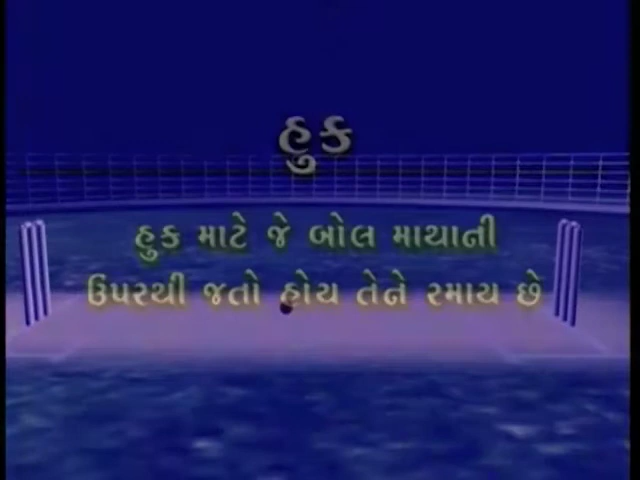 હુક
હુક માટે જે બોલ માથાની
ઉપરથી જતો હોય તેને રમાય છે